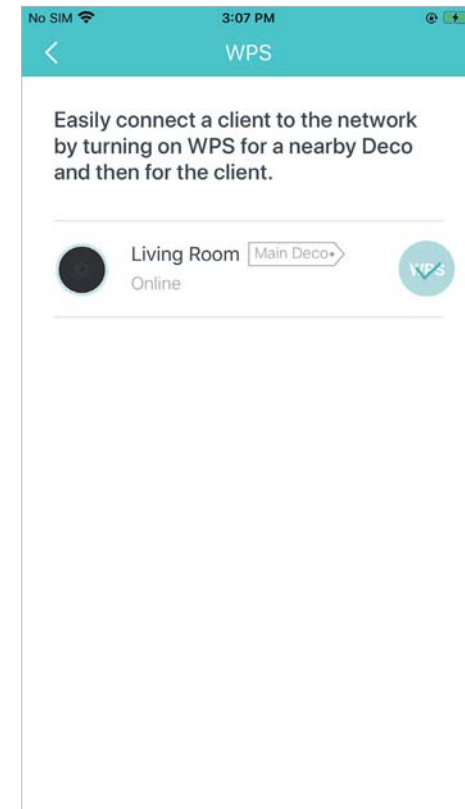 No SIM 3:07 PM
WPS
Easily connect a client to the network
by turning on WPS for a nearby Deco
and then for the client.
Living Room Main Deco
Online
WPS